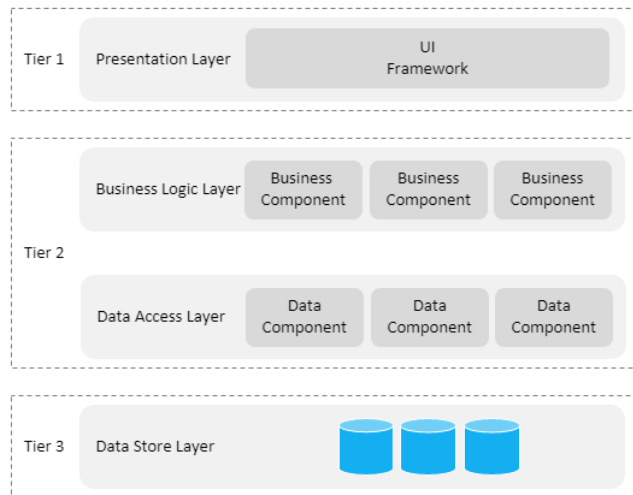 Tier 1
Presentation Layer
UI
Framework
Tier 2
Business Logic Layer
Business
Component
Business
Component
Business
Component
Data Access Layer
Data
Component
Data
Component
Data
Component
Tier 3
Data Store Layer